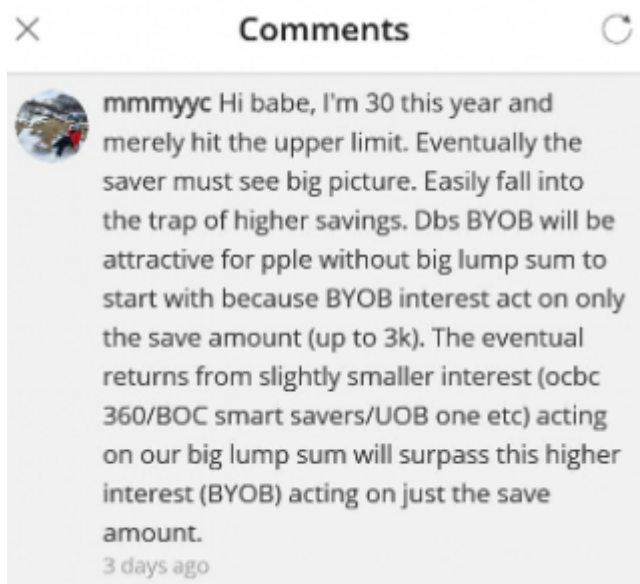 Comments
mmmyyc Hi babe, I'm 30 this year and
merely hit the upper limit. Eventually the
saver must see big picture. Easily fall into
the trap of higher savings. Dbs BYOB will be
attractive for pple without big lump sum to
start with because BYOB interest act on only
the save amount (up to 3k). The eventual
returns from slightly smaller interest (ocbc
360/BOC smart savers/UOB one etc) acting
on our big lump sum will surpass this higher
interest (BYOB) acting on just the save
amount.
3 days ago